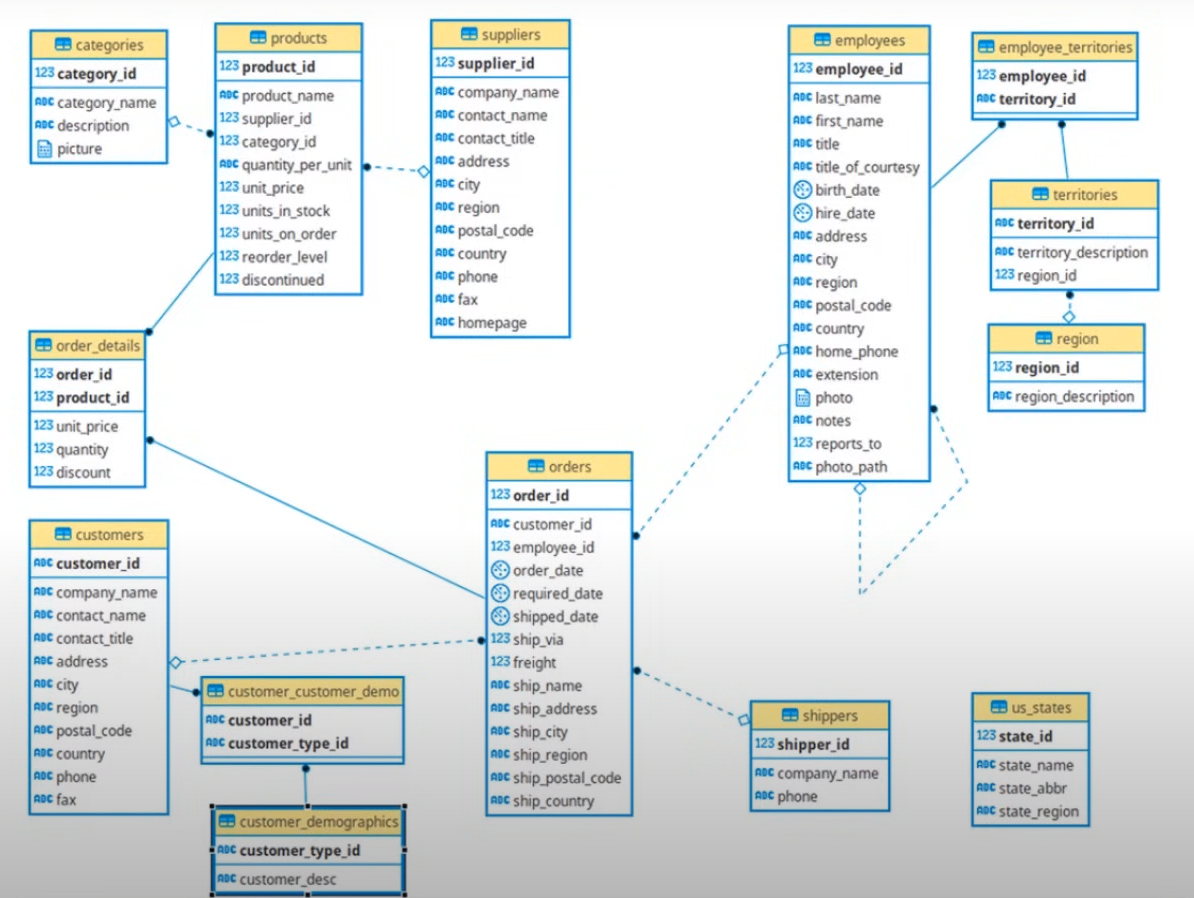 categories
123 category_id
ABC category_name
ABC description
picture
products
123 product_id
ABC product_name
123 supplier_id
123 category_id
ABC quantity_per_unit
123 unit_price
123 units_in_stock
123 units_on_order
123 reorder_level
123 discontinued
suppliers
123 supplier_id
ABC company_name
ABC contact_name
ABC contact_title
ABC address
ABC city
ABC region
ABC postal_code
ABC country
ABC phone
ABC fax
ABC homepage
employees
123 employee_id
ABC last_name
ABC first_name
ABC title
ABC title_of_courtesy
birth_date
hire_date
ABC address
ABC city
ABC region
ABC postal_code
ABC country
ABC home_phone
ABC extension
photo
ABC notes
123 reports_to
ABC photo_path
employee_territories
123 employee_id
ABC territory_id
territories
ABC territory_id
ABC territory_description
123 region_id
region
123 region_id
ABC region_description
order_details
123 order_id
123 product_id
123 unit_price
123 quantity
123 discount
orders
123 order_id
ABC customer_id
123 employee_id
order_date
required_date
shipped_date
123 ship_via
123 freight
ABC ship_name
ABC ship_address
ABC ship_city
ABC ship_region
ABC ship_postal_code
ABC ship_country
customers
ABC customer_id
ABC company_name
ABC contact_name
ABC contact_title
ABC address
ABC city
ABC region
ABC postal_code
ABC country
ABC phone
ABC fax
customer_customer_demo
ABC customer_id
ABC customer_type_id
customer_demographics
ABC customer_type_id
ABC customer_desc
shippers
123 shipper_id
ABC company_name
ABC phone
us_states
123 state_id
ABC state_name
ABC state_abbr
ABC state_region